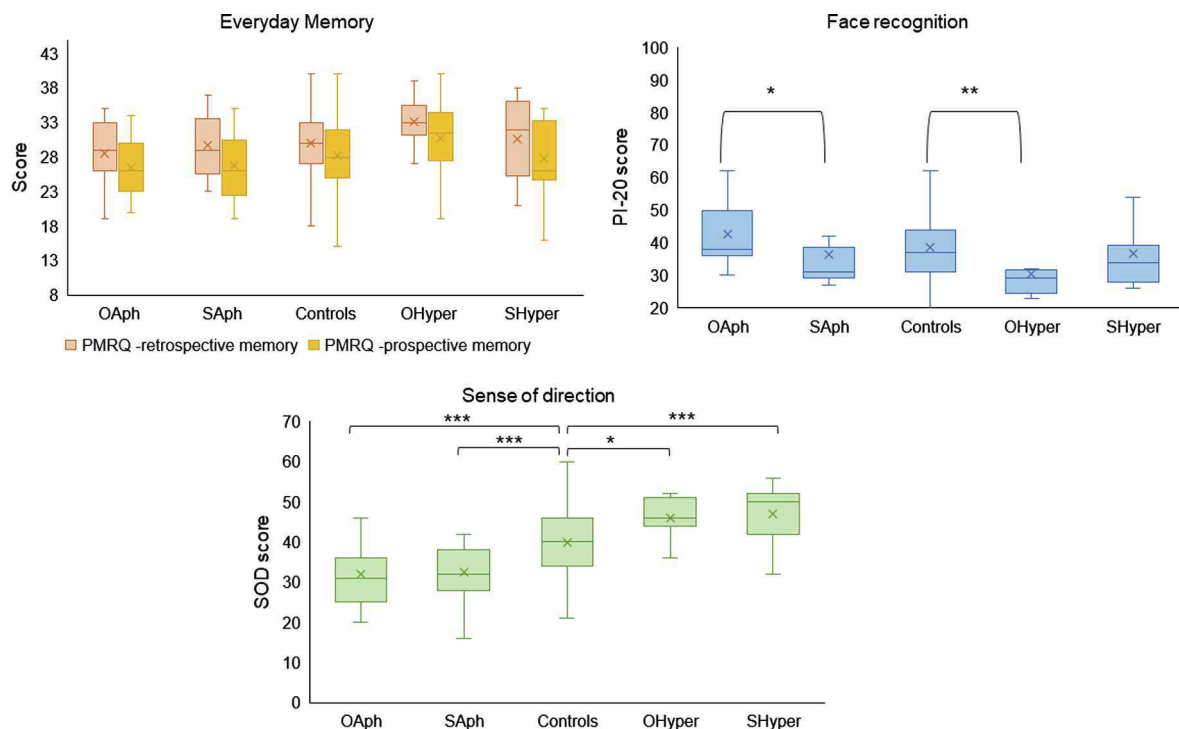 Everyday Memory
43
38
33
28
23
18
13
8
Score
OAph SAph Controls OHyper SHyper
PMRQ -retrospective memory PMRQ -prospective memory
Face recognition
100
90
80
70
60
50
40
30
20
PI-20 score
* **
OAph SAph Controls OHyper SHyper
Sense of direction
70
60
50
40
30
20
10
0
SOD score
*** ***
*** *
OAph SAph Controls OHyper SHyper